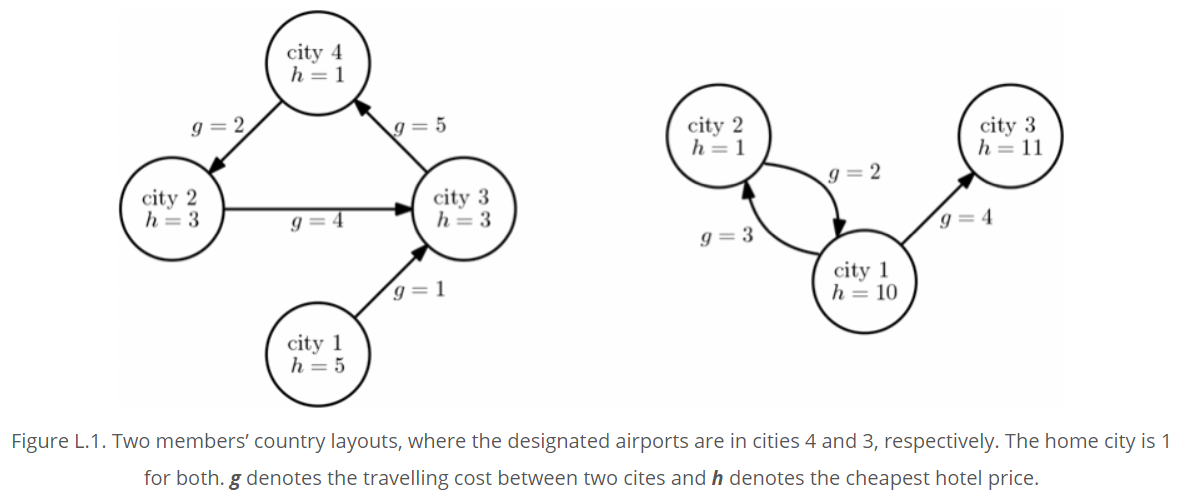 city 4
h = 1
g = 2
g = 5
city 2
h = 3
g = 4
city 3
h = 3
g = 1
city 1
h = 5
city 2
h = 1
g = 2
city 3
h = 11
g = 3
g = 4
city 1
h = 10
Figure L.1. Two members’ country layouts, where the designated airports are in cities 4 and 3, respectively. The home city is 1
for both. g denotes the travelling cost between two cites and h denotes the cheapest hotel price.